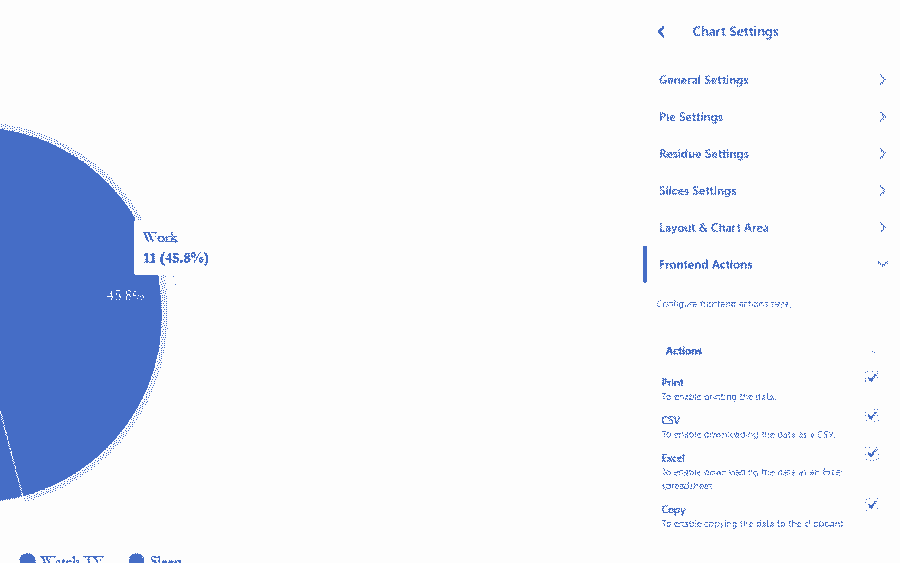 Chart Settings
General Settings
Pie Settings
Residue Settings
Slices Settings
Layout & Chart Area
Frontend Actions
Configure frontend actions here.
Actions
Print
To enable printing the data.
CSV
To enable downloading the data as a CSV.
Excel
To enable downloading the data as an Excel
spreadsheet
Copy
To enable copying the data to the clipboard
Work
11 (45.8%)
45.8%
Watch TV
Sleep